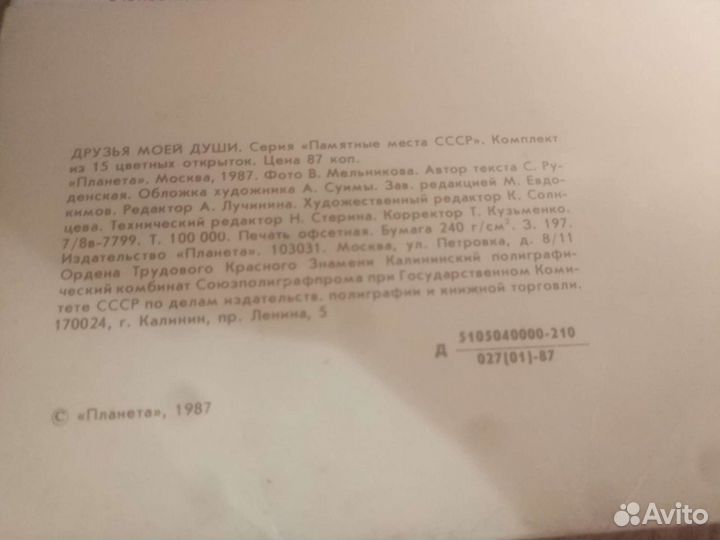 ДРУЗЬЯ МОЕЙ ДУШИ. Серия «Памятные места СССР». Комплект
из 15 цветных открыток. Цена 87 коп.
«Планета». Москва, 1987. Фото В. Мельникова. Автор текста С. Ру-
денская. Обложка художника А. Суимы. Зав. редакцией М. Евдо-
кимов. Редактор А. Лучинина. Художественный редактор К. Солн-
цева. Технический редактор Н. Стерина. Корректор Т. Кузьменко.
7/8в-7799. Т. 100 000. Печать офсетная. Бумага 240 г/см². З. 197.
Издательство «Планета». 103031. Москва, ул. Петровка, д. 8/11
Ордена Трудового Красного Знамени Калининский полиграфи-
ческий комбинат Союзполиграфпрома при Государственном Коми-
тете СССР по делам издательств. полиграфии и книжной торговли.
170024, г. Калинин, пр. Ленина, 5
Д 5105040000-210
027(01)-87
© «Планета», 1987
Avito